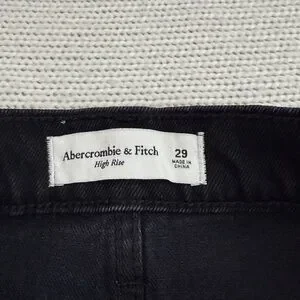 Abercrombie & Fitch
High Rise
29
MADE IN
CHINA